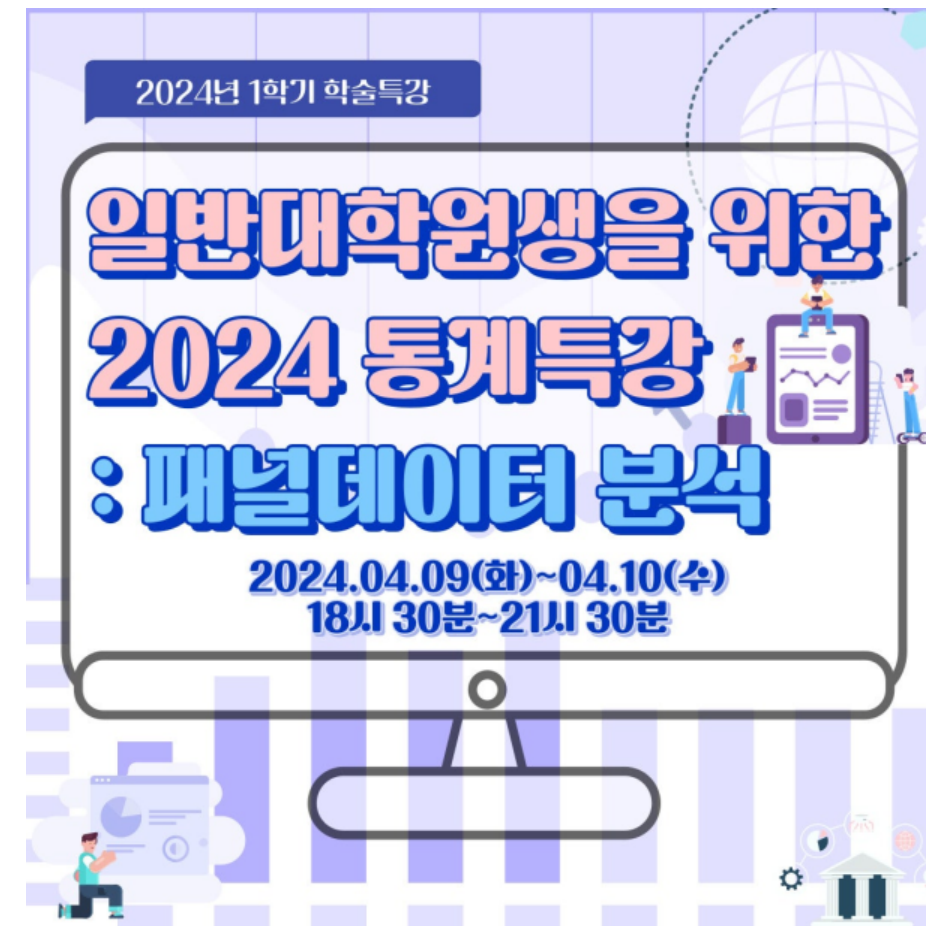 2024년 1학기 학술특강
일반대학원생을 위한
2024 통계특강
: 패널데이터 분석
2024.04.09(화)~04.10(수)
18시 30분~21시 30분